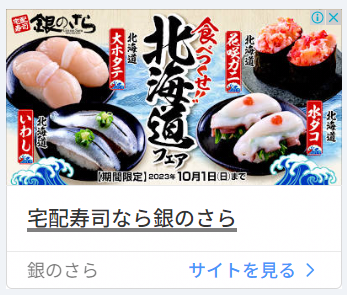 宅配寿司
銀のさら
北海道
大ホタテ
食べつくせ!!
北海道
フェア
北海道
花咲カニ
北海道
いわし
北海道
水ダコ
【期間限定】2023年10月1日(日)まで
宅配寿司なら銀のさら
銀のさら
サイトを見る